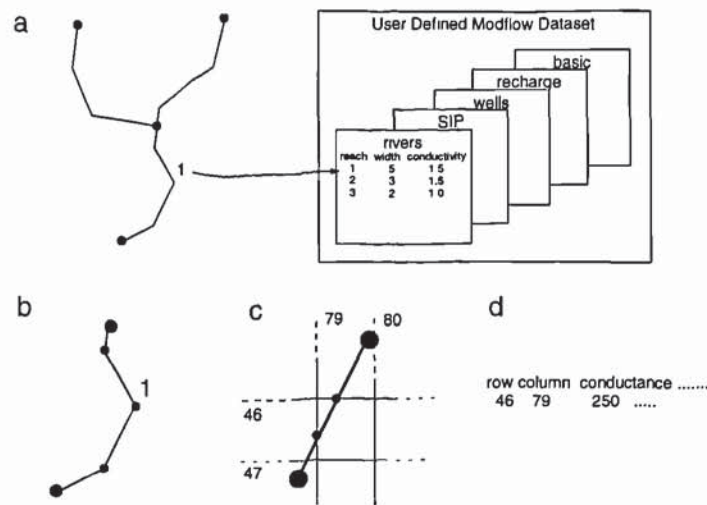 a
User Defined Modflow Dataset
basic
recharge
wells
SIP
rivers
reach width conductivity
1 5 1 5
2 3 1.5
3 2 1 0
1
b
1
c
79 80
46
47
d
row column conductance .......
46 79 250 .....